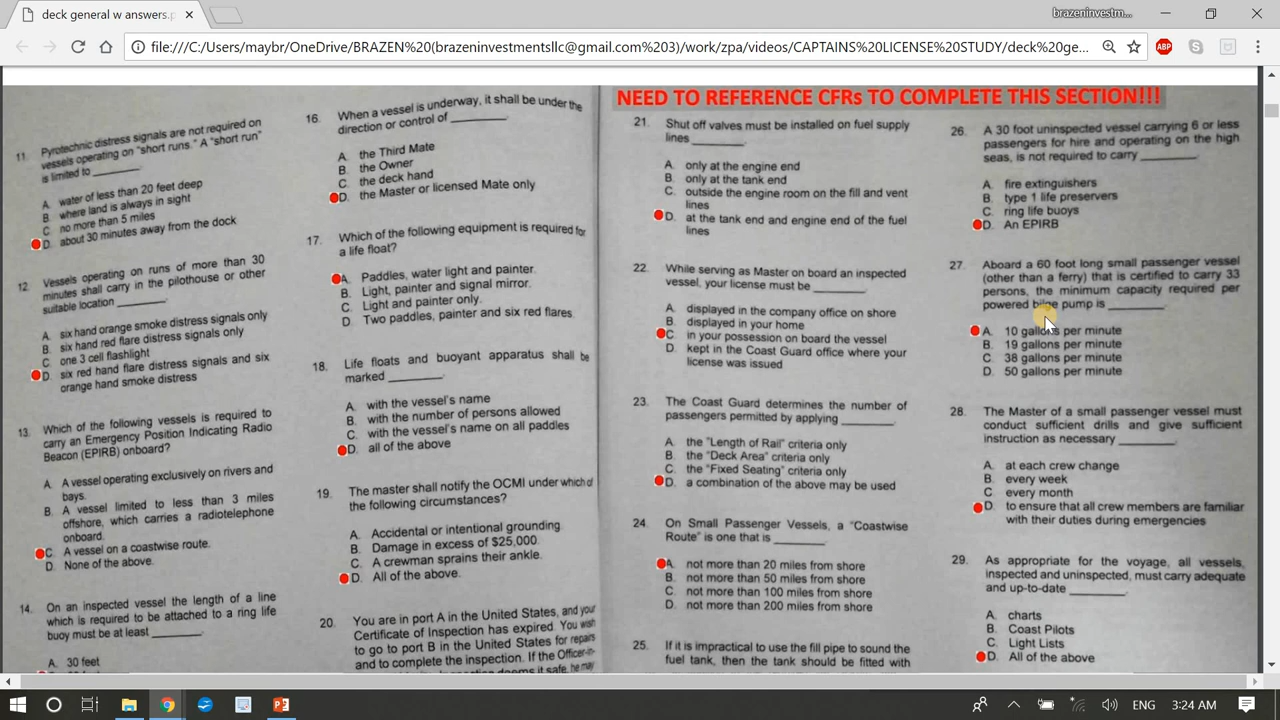 deck general w answers.p
brazeninvestm...
file:///C:/Users/maybr/OneDrive/BRAZEN%20(brazeninvestmentsllc@gmail.com%203)/work/zpa/videos/CAPTAINS%20LICENSE%20STUDY/deck%20ge...
ABP
11. Pyrotechnic distress signals are not required on
vessels operating on "short runs." A "short run"
is limited to ________.
A. water of less than 20 feet deep
B. where land is always in sight
C. no more than 5 miles
D. about 30 minutes away from the dock
12. Vessels operating on runs of more than 30
minutes shall carry in the pilothouse or other
suitable location ________.
A. six hand orange smoke distress signals only
B. six hand red flare distress signals only
C. one 3 cell flashlight
D. six red hand flare distress signals and six
orange hand smoke distress
13. Which of the following vessels is required to
carry an Emergency Position Indicating Radio
Beacon (EPIRB) onboard?
A. A vessel operating exclusively on rivers and
bays.
B. A vessel limited to less than 3 miles
offshore, which carries a radiotelephone
onboard.
C. A vessel on a coastwise route.
D. None of the above.
14. On an inspected vessel the length of a line
which is required to be attached to a ring life
buoy must be at least ________.
A. 30 feet
16. When a vessel is underway, it shall be under the
direction or control of ________.
A. the Third Mate
B. the Owner
C. the deck hand
D. the Master or licensed Mate only
17. Which of the following equipment is required for
a life float?
A. Paddles, water light and painter.
B. Light, painter and signal mirror.
C. Light and painter only.
D. Two paddles, painter and six red flares.
18. Life floats and buoyant apparatus shall be
marked ________.
A. with the vessel's name
B. with the number of persons allowed
C. with the vessel's name on all paddles
D. all of the above
19. The master shall notify the OCMI under which of
the following circumstances?
A. Accidental or intentional grounding
B. Damage in excess of $25,000.
C. A crewman sprains their ankle.
D. All of the above.
20. You are in port A in the United States, and your
Certificate of Inspection has expired. You wish
to go to port B in the United States for repairs
and to complete the inspection. If the Officer-in-
NEED TO REFERENCE CFRs TO COMPLETE THIS SECTION!!!
21. Shut off valves must be installed on fuel supply
lines ________.
A. only at the engine end
B. only at the tank end
C. outside the engine room on the fill and vent
lines
D. at the tank end and engine end of the fuel
lines
22. While serving as Master on board an inspected
vessel, your license must be ________.
A. displayed in the company office on shore
B. displayed in your home
C. in your possession on board the vessel
D. kept in the Coast Guard office where your
license was issued
23. The Coast Guard determines the number of
passengers permitted by applying ________.
A. the "Length of Rail" criteria only
B. the "Deck Area" criteria only
C. the "Fixed Seating" criteria only
D. a combination of the above may be used
24. On Small Passenger Vessels, a "Coastwise
Route" is one that is ________.
A. not more than 20 miles from shore
B. not more than 50 miles from shore
C. not more than 100 miles from shore
D. not more than 200 miles from shore
25. If it is impractical to use the fill pipe to sound the
fuel tank, then the tank should be fitted with
26. A 30 foot uninspected vessel carrying 6 or less
passengers for hire and operating on the high
seas, is not required to carry ________.
A. fire extinguishers
B. type 1 life preservers
C. ring life buoys
D. An EPIRB
27. Aboard a 60 foot long small passenger vessel
(other than a ferry) that is certified to carry 33
persons, the minimum capacity required per
powered bilge pump is ________.
A. 10 gallons per minute
B. 19 gallons per minute
C. 38 gallons per minute
D. 50 gallons per minute
28. The Master of a small passenger vessel must
conduct sufficient drills and give sufficient
instruction as necessary ________.
A. at each crew change
B. every week
C every month
D. to ensure that all crew members are familiar
with their duties during emergencies
29. As appropriate for the voyage, all vessels,
inspected and uninspected, must carry adequate
and up-to-date ________.
A. charts
B. Coast Pilots
C. Light Lists
D. All of the above
ENG
3:24 AM